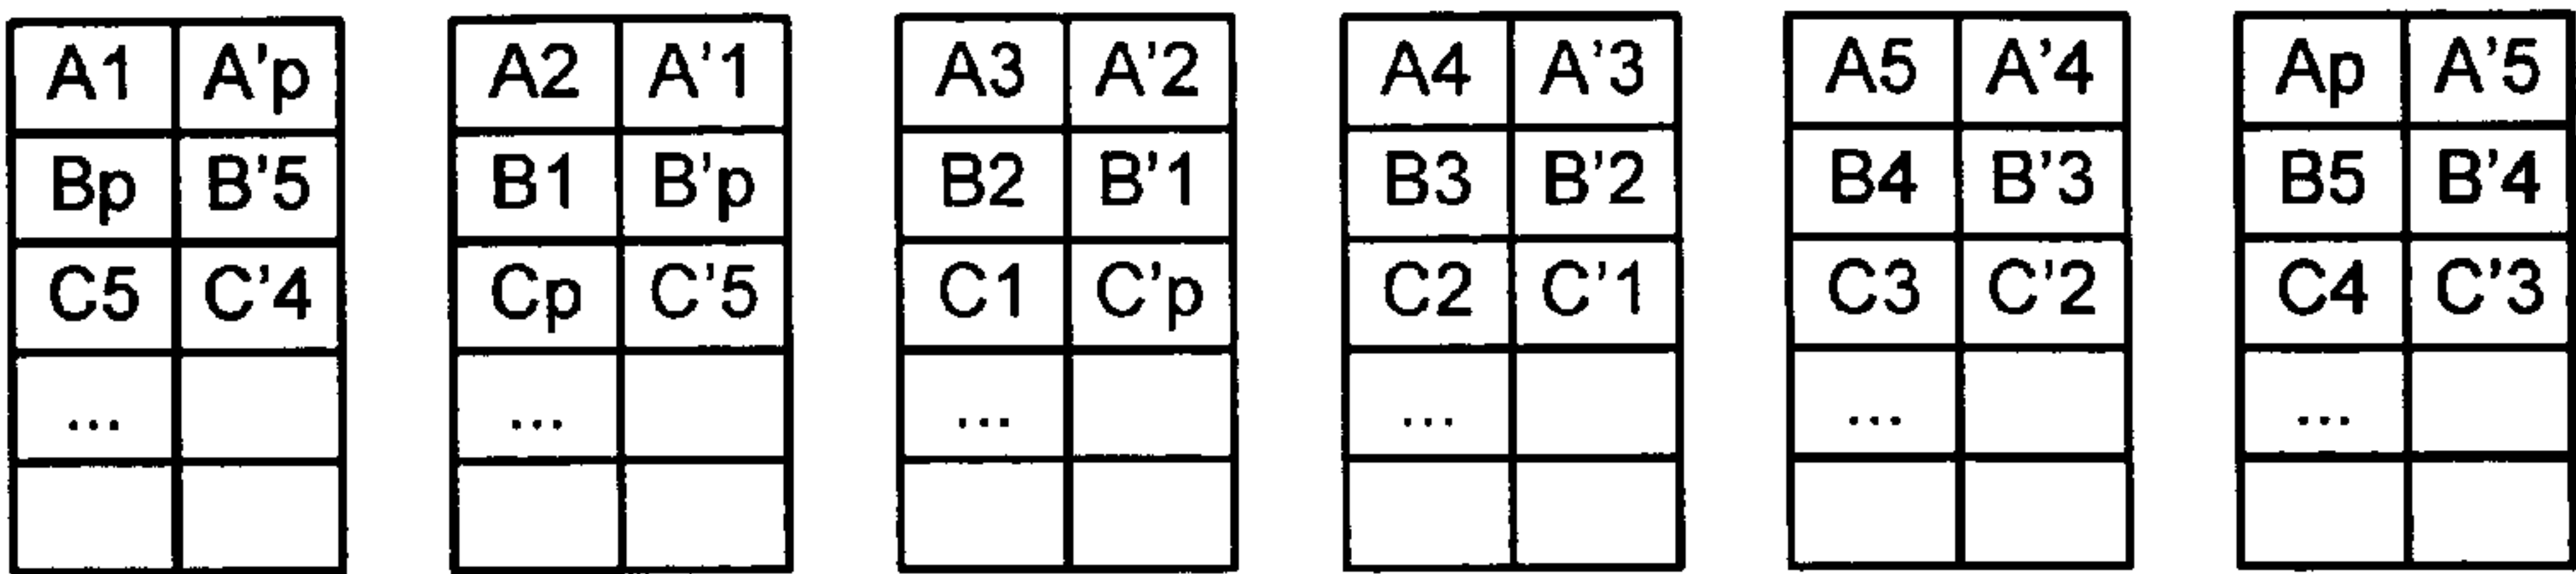 A1 A'p A2 A'1 A3 A'2 A4 A'3 A5 A'4 Ap A'5
Bp B'5 B1 B'p B2 B'1 B3 B'2 B4 B'3 B5 B'4
C5 C'4 Cp C'5 C1 C'p C2 C'1 C3 C'2 C4 C'3
... ... ... ... ... ...